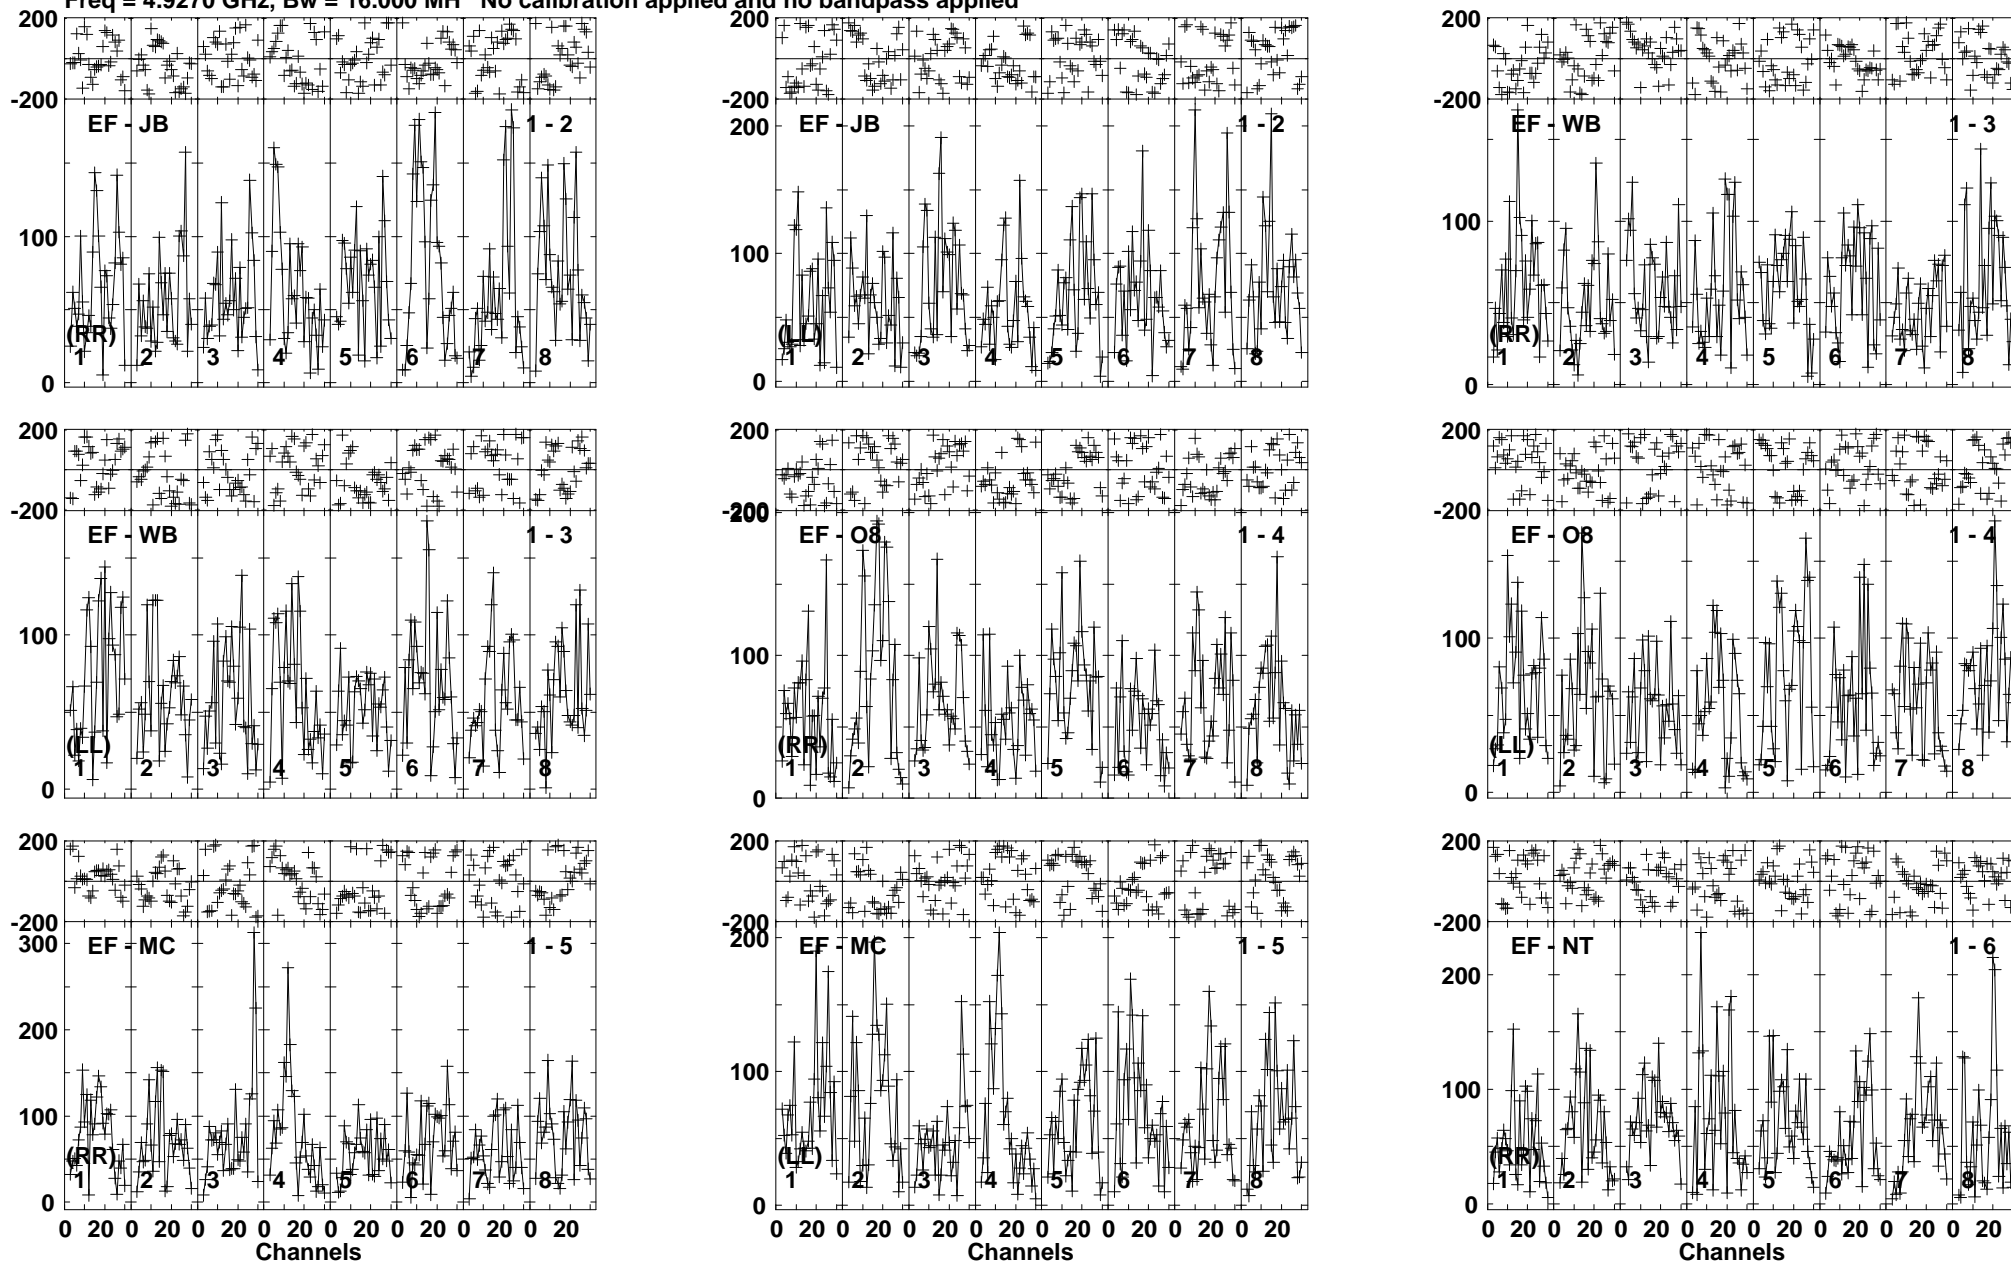 Freq = 4.9270 GHz, Bw = 16.000 MH No calibration applied and no bandpass applied
200 200 200
-200 -200 -200
EF - JB 1 - 2 EF - JB 1 - 2 EF - WB 1 - 3
200
100 100 100
(RR) (LL) (RR)
1 2 3 4 5 6 7 8 1 2 3 4 5 6 7 8 1 2 3 4 5 6 7 8
0 0 0
200 200 200
-200 -200 -200
200
EF - WB 1 - 3 EF - O8 1 - 4 EF - O8 1 - 4
100 100 100
(LL) (RR) (LL)
1 2 3 4 5 6 7 8 1 2 3 4 5 6 7 8 1 2 3 4 5 6 7 8
0 0 0
200 200 200
-200 -200 -200
300 200
EF - MC 1 - 5 EF - MC 1 - 5 EF - NT 1 - 6
200 200
100 100 100
(RR) (LL) (RR)
1 2 3 4 5 6 7 8 1 2 3 4 5 6 7 8 1 2 3 4 5 6 7 8
0 0 0
0 20 0 20 0 20 0 20 0 20 0 20 0 20 0 20 0 20 0 20 0 20 0 20 0 20 0 20 0 20 0 20 0 20 0 20 0 20 0 20 0 20 0 20 0 20 0 20
Channels Channels Channels